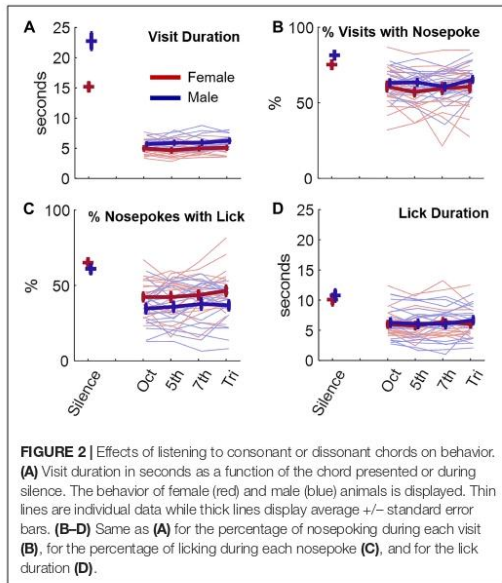 A
Visit Duration
25
20
15
10
5
0
seconds
Female
Male
B
% Visits with Nosepoke
100
50
0
%
C
% Nosepokes with Lick
100
50
0
%
Silence
Oct
5th
7th
Tri
D
Lick Duration
25
20
15
10
5
0
seconds
Silence
Oct
5th
7th
Tri
FIGURE 2 | Effects of listening to consonant or dissonant chords on behavior.
(A) Visit duration in seconds as a function of the chord presented or during
silence. The behavior of female (red) and male (blue) animals is displayed. Thin
lines are individual data while thick lines display average +/− standard error
bars. (B–D) Same as (A) for the percentage of nosepoking during each visit
(B), for the percentage of licking during each nosepoke (C), and for the lick
duration (D).